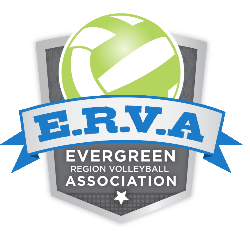 E.R.V.A
EVERGREEN
REGION VOLLEYBALL
ASSOCIATION